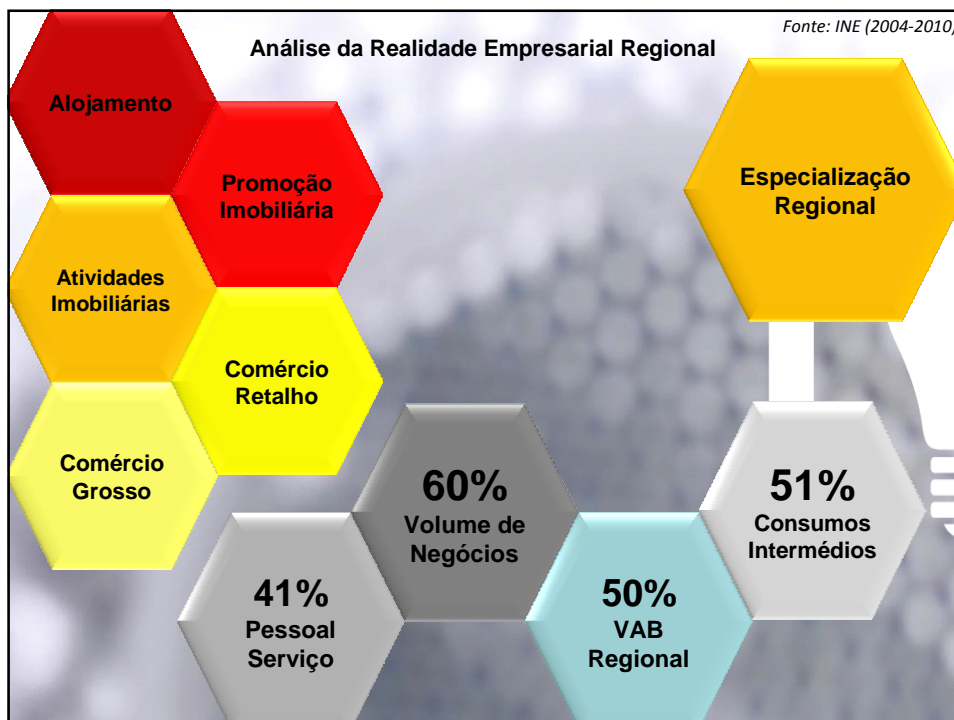 Fonte: INE (2004-2010)
Análise da Realidade Empresarial Regional
Alojamento
Promoção
Imobiliária
Especialização
Regional
Atividades
Imobiliárias
Comércio
Retalho
Comércio
Grosso
60%
Volume de
Negócios
51%
Consumos
Intermédios
41%
Pessoal
Serviço
50%
VAB
Regional